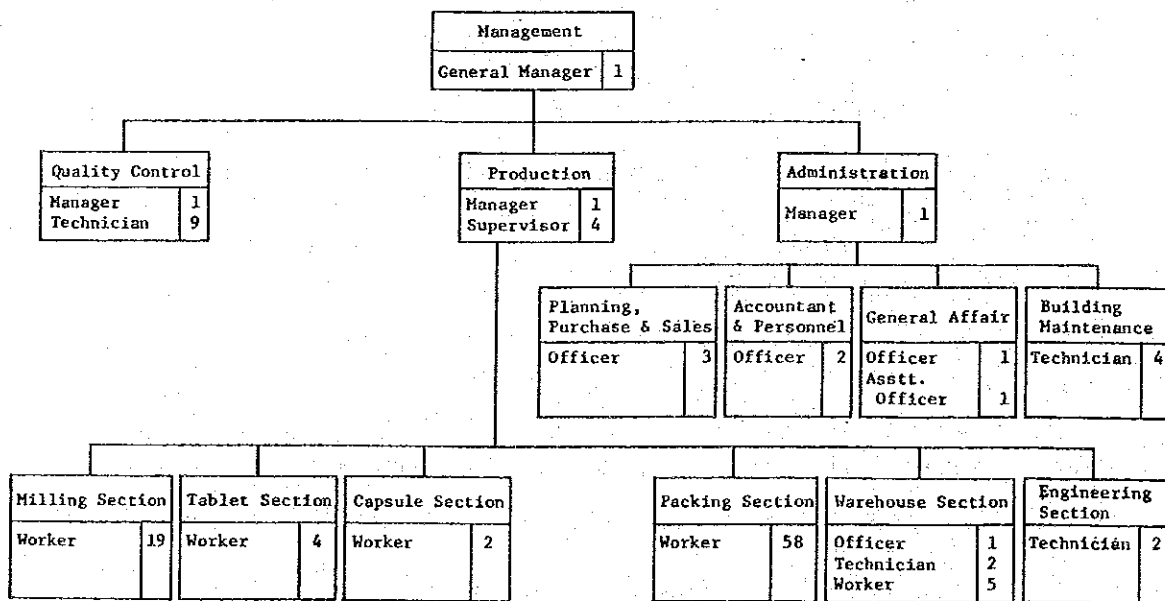 Management
General Manager 1
Quality Control
Manager 1
Technician 9
Production
Manager 1
Supervisor 4
Administration
Manager 1
Planning,
Purchase & Sales
Officer 3
Accountant
& Personnel
Officer 2
General Affair
Officer 1
Asstt.
Officer 1
Building
Maintenance
Technician 4
Milling Section
Worker 19
Tablet Section
Worker 4
Capsule Section
Worker 2
Packing Section
Worker 58
Warehouse Section
Officer 1
Technician 2
Worker 5
Engineering
Section
Technician 2